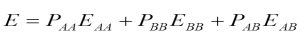 E = P_{AA}E_{AA} + P_{BB}E_{BB} + P_{AB}E_{AB}